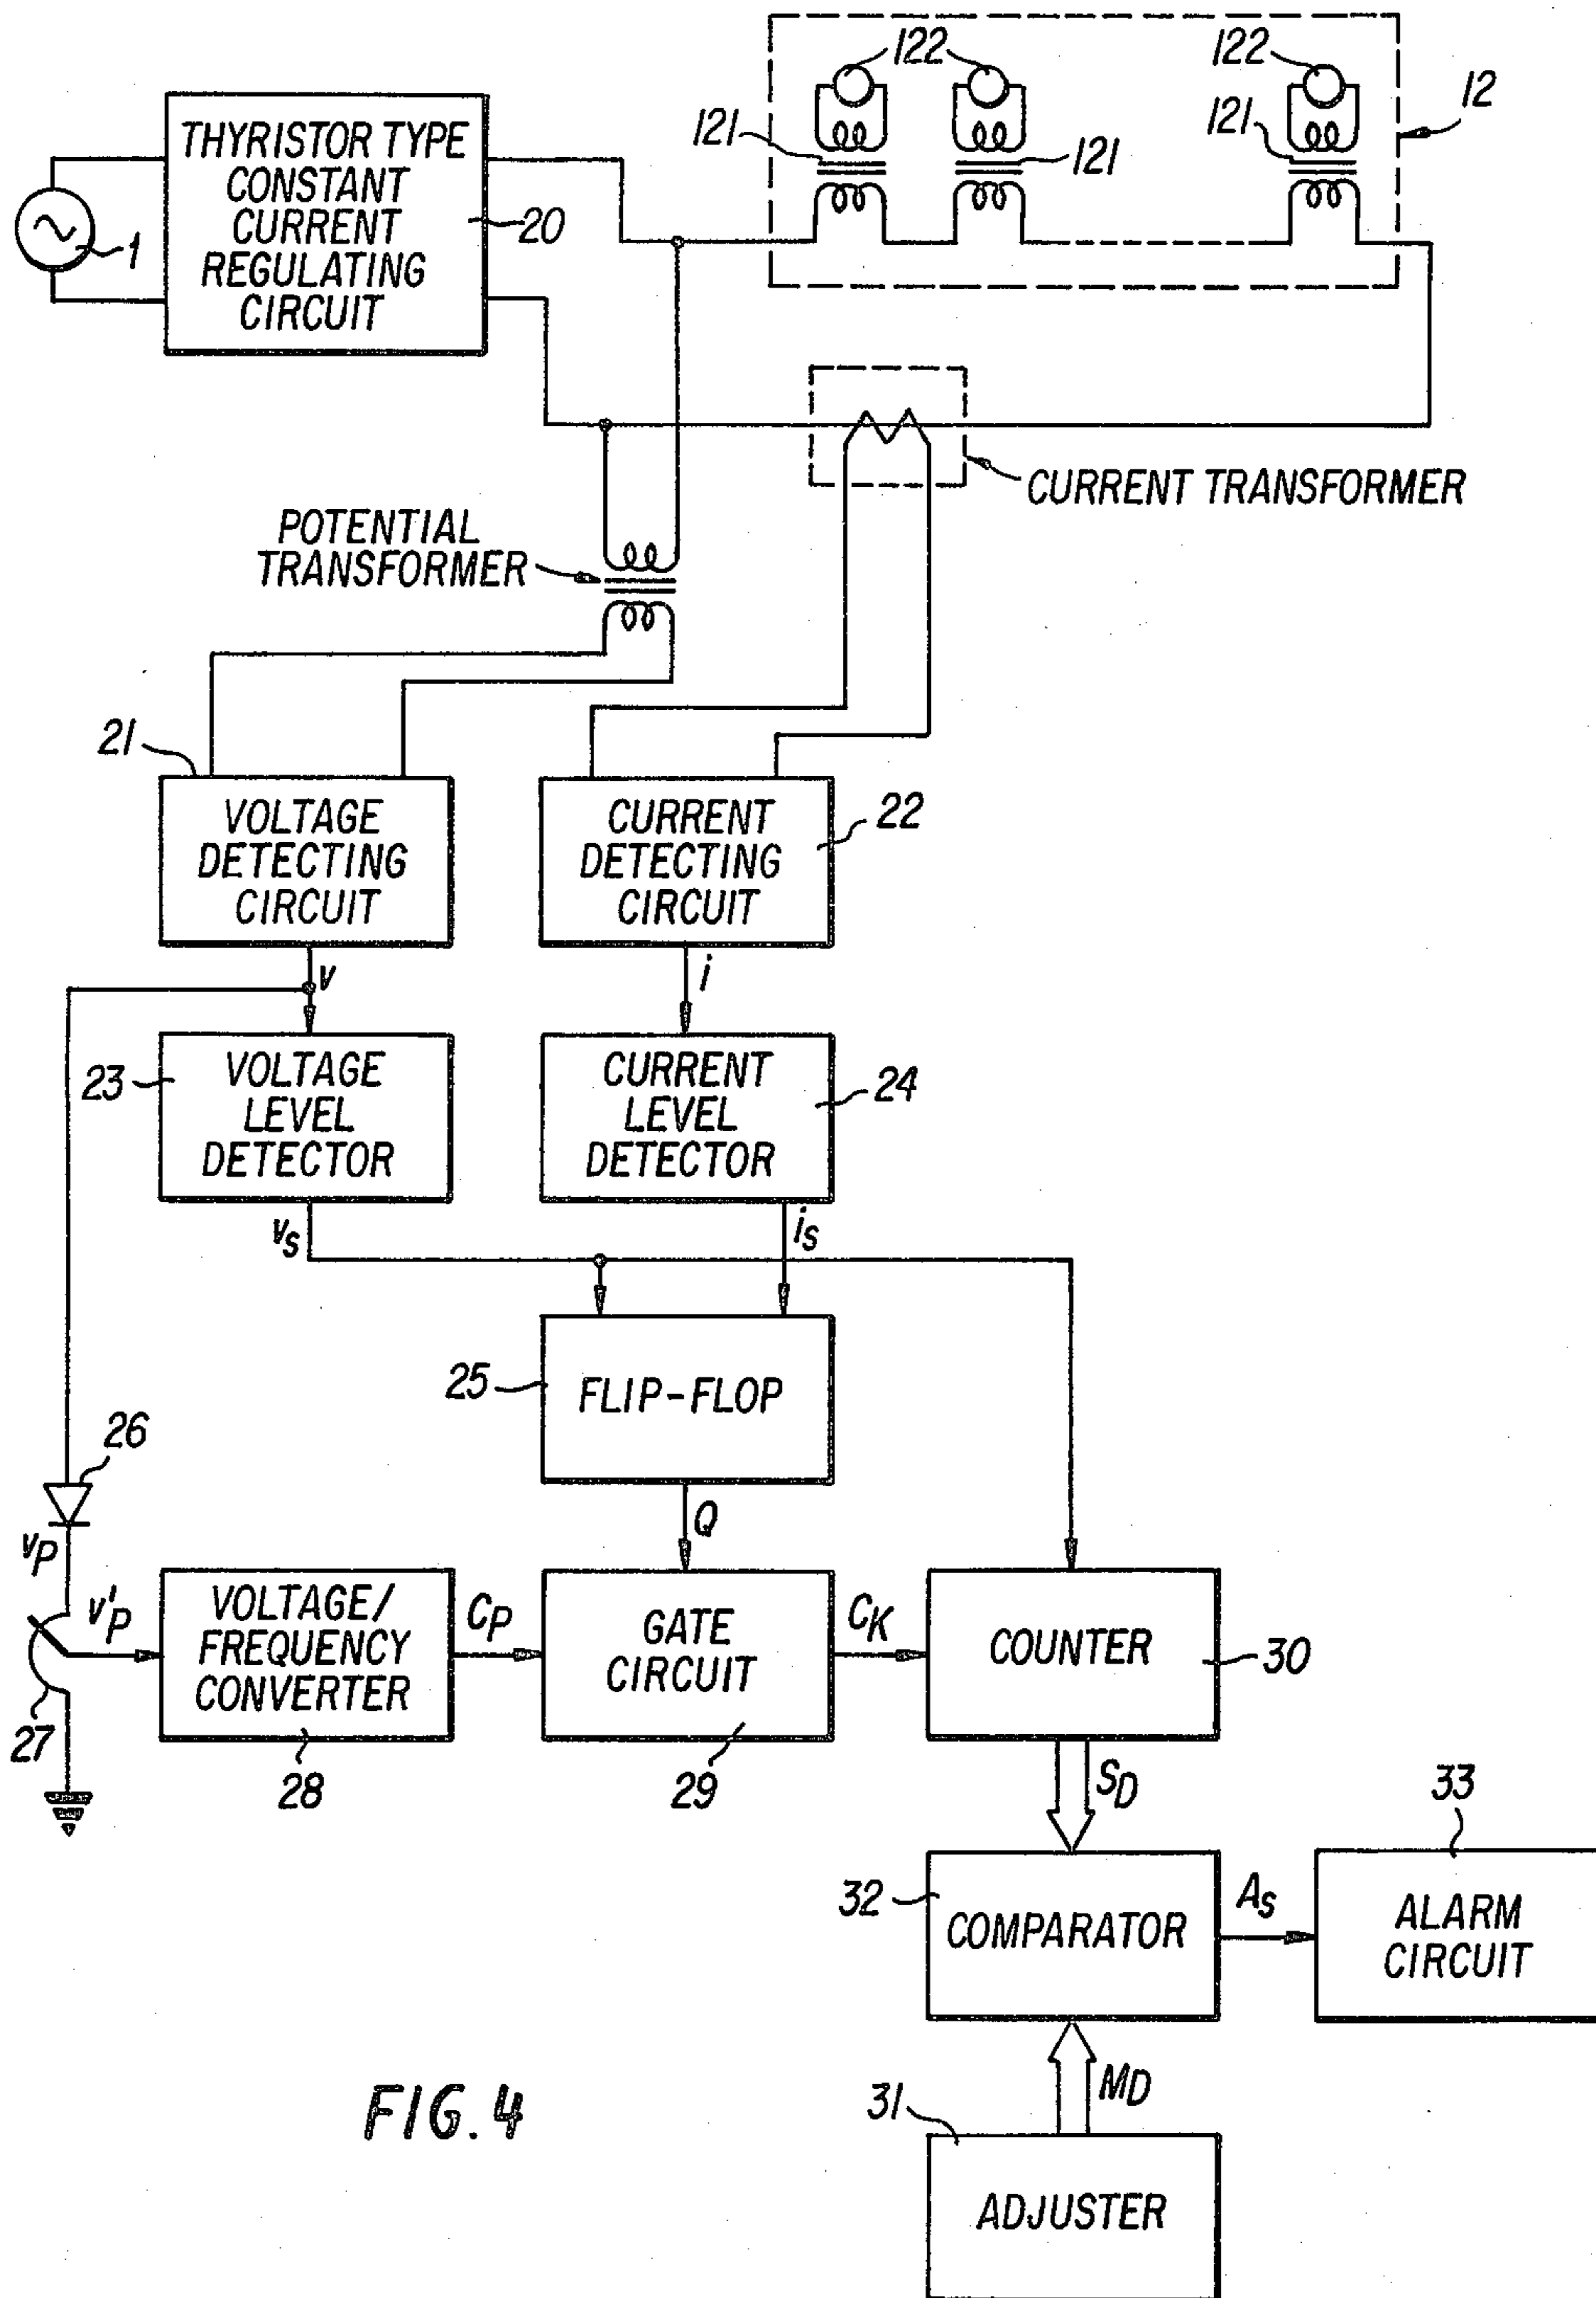 122
122
12
THYRISTOR TYPE
CONSTANT
CURRENT
REGULATING
CIRCUIT
20
1
121
121
121
CURRENT TRANSFORMER
POTENTIAL
TRANSFORMER
21
VOLTAGE
DETECTING
CIRCUIT
CURRENT
DETECTING
CIRCUIT
22
v
i
23
VOLTAGE
LEVEL
DETECTOR
CURRENT
LEVEL
DETECTOR
24
vS
iS
25
FLIP-FLOP
26
vP
Q
v'P
VOLTAGE/
FREQUENCY
CONVERTER
CP
GATE
CIRCUIT
CK
COUNTER
30
27
28
29
SD
33
32
COMPARATOR
AS
ALARM
CIRCUIT
MD
31
ADJUSTER
FIG. 4